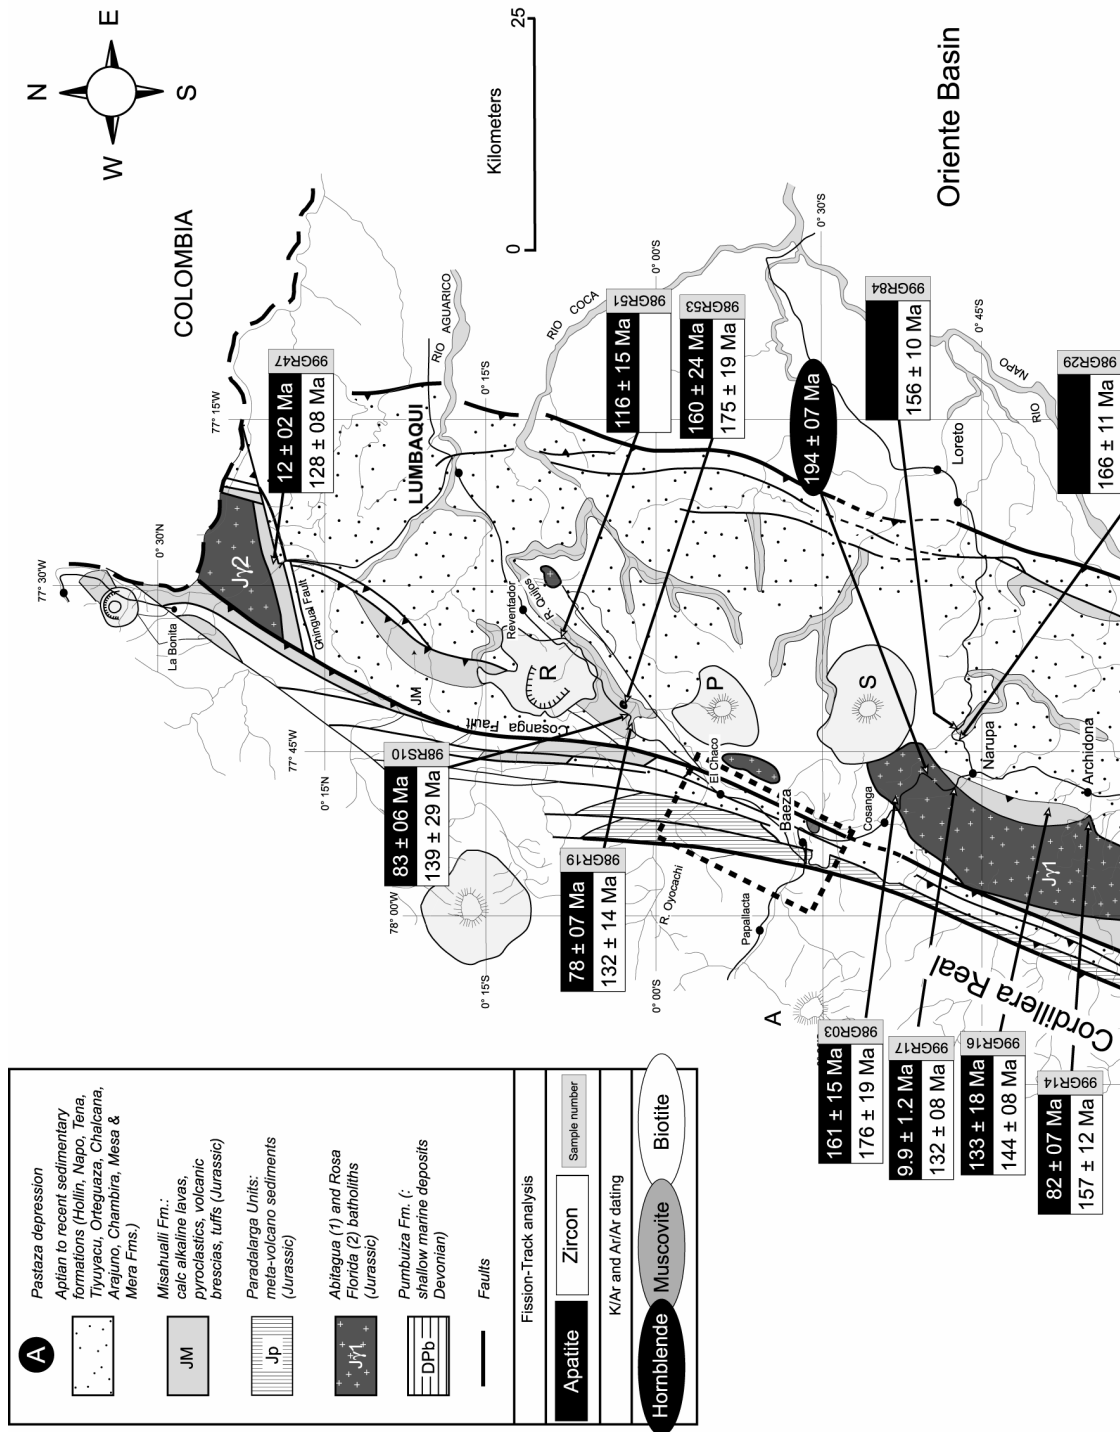 N
E
S
W
COLOMBIA
25
Kilometers
0
Oriente Basin
77° 15'W
77° 30'W
77° 45'W
78° 00'W
0° 30'N
0° 15'N
0° 15'S
0° 00'S
0° 15'S
0° 00'S
0° 30'S
0° 45'S
La Bonita
Jγ2
Chingual Fault
JM
Cosanga Fault
LUMBAQUI
RIO AGUARICO
RIO COCA
RIO NAPO
Reventador
R. Quijos
R
P
S
A
El Chaco
Baeza
Cosanga
R. Oyocachi
Papallacta
Narupa
Archidona
Loreto
Jγ1
Cordillera Real
99GR47
12 ± 02 Ma
128 ± 08 Ma
98GR51
116 ± 15 Ma
98GR53
160 ± 24 Ma
175 ± 19 Ma
194 ± 07 Ma
99GR84
156 ± 10 Ma
98GR29
166 ± 11 Ma
98RS10
83 ± 06 Ma
139 ± 29 Ma
98GR19
78 ± 07 Ma
132 ± 14 Ma
98GR03
161 ± 15 Ma
176 ± 19 Ma
99GR17
9.9 ± 1.2 Ma
132 ± 08 Ma
99GR16
133 ± 18 Ma
144 ± 08 Ma
99GR14
82 ± 07 Ma
157 ± 12 Ma
A
Pastaza depression
Aptian to recent sedimentary
formations (Hollin, Napo, Tena,
Tiyuyacu, Orteguaza, Chalcana,
Arajuno, Chambira, Mesa &
Mera Fms.)
JM
Misahualli Fm.:
calc alkaline lavas,
pyroclastics, volcanic
brescias, tuffs (Jurassic)
Jp
Paradalarga Units:
meta-volcano sediments
(Jurassic)
Jγ1
Abitagua (1) and Rosa
Florida (2) batholiths
(Jurassic)
DPb
Pumbuiza Fm. (:
shallow marine deposits
Devonian)
Faults
Fission-Track analysis
Apatite
Zircon
Sample number
K/Ar and Ar/Ar dating
Hornblende
Muscovite
Biotite